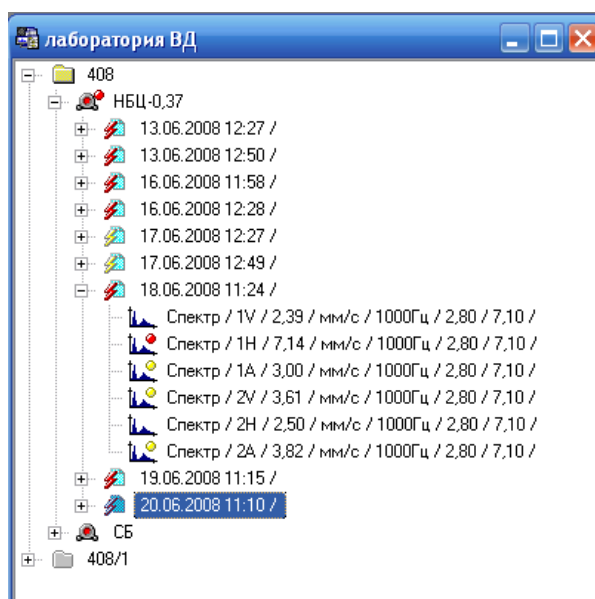 лаборатория ВД
408
НБЦ-0,37
13.06.2008 12:27 /
13.06.2008 12:50 /
16.06.2008 11:58 /
16.06.2008 12:28 /
17.06.2008 12:27 /
17.06.2008 12:49 /
18.06.2008 11:24 /
Спектр / 1V / 2,39 / мм/с / 1000Гц / 2,80 / 7,10 /
Спектр / 1H / 7,14 / мм/с / 1000Гц / 2,80 / 7,10 /
Спектр / 1A / 3,00 / мм/с / 1000Гц / 2,80 / 7,10 /
Спектр / 2V / 3,61 / мм/с / 1000Гц / 2,80 / 7,10 /
Спектр / 2H / 2,50 / мм/с / 1000Гц / 2,80 / 7,10 /
Спектр / 2A / 3,82 / мм/с / 1000Гц / 2,80 / 7,10 /
19.06.2008 11:15 /
20.06.2008 11:10 /
СБ
408/1